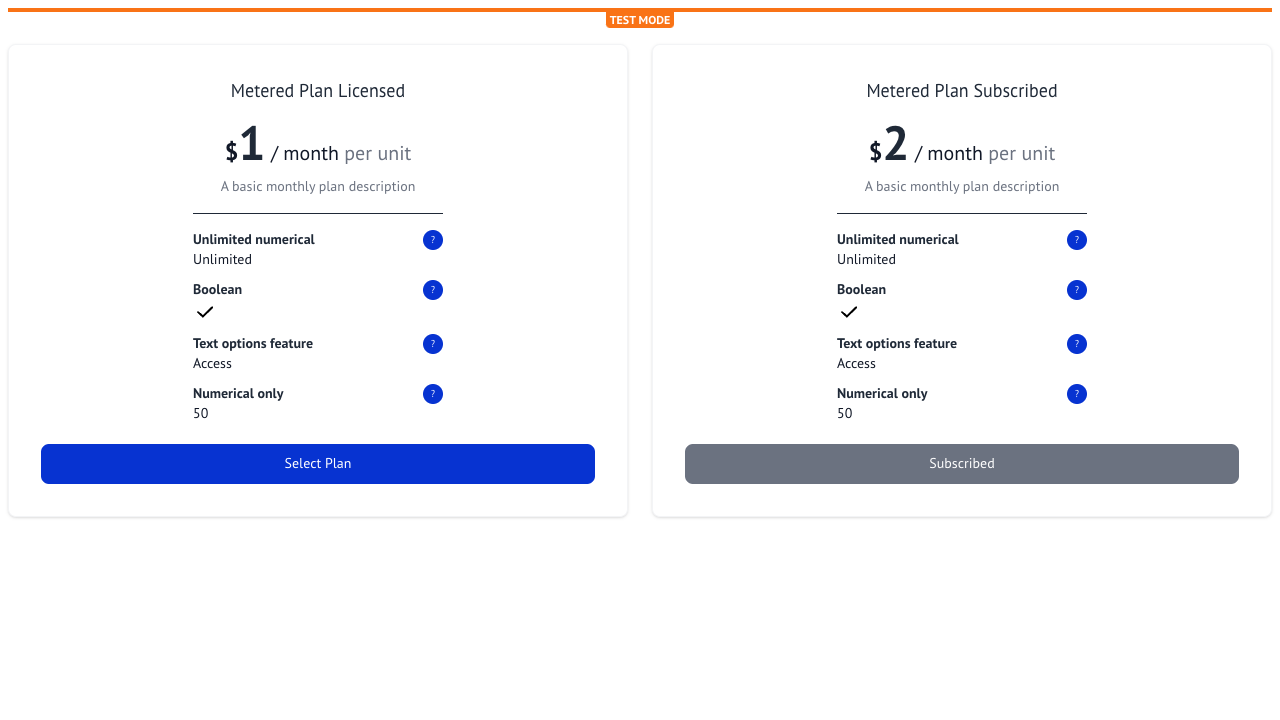 TEST MODE
Metered Plan Licensed
$1 / month per unit
A basic monthly plan description
Unlimited numerical ?
Unlimited
Boolean ?
Text options feature ?
Access
Numerical only ?
50
Select Plan
Metered Plan Subscribed
$2 / month per unit
A basic monthly plan description
Unlimited numerical ?
Unlimited
Boolean ?
Text options feature ?
Access
Numerical only ?
50
Subscribed